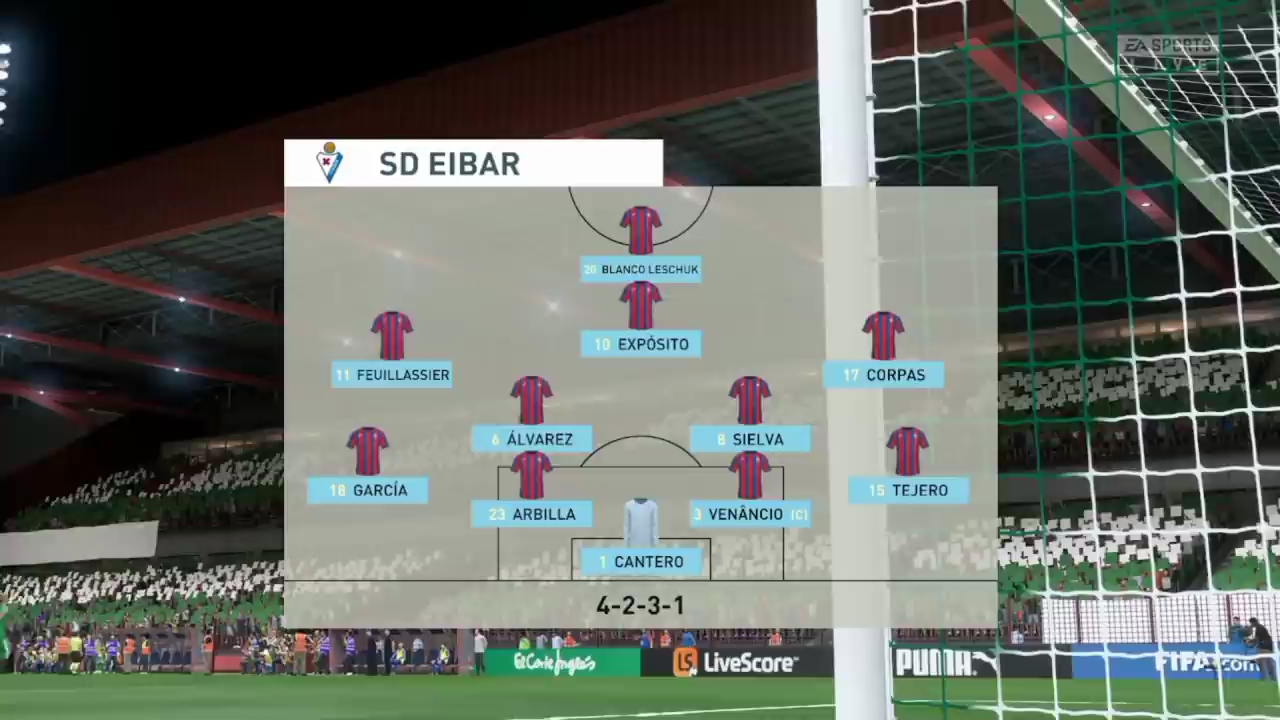 EA SPORTS
LIVE
SD EIBAR
20 BLANCO LESCHUK
10 EXPÓSITO
11 FEUILLASSIER
17 CORPAS
6 ÁLVAREZ
8 SIELVA
18 GARCÍA
15 TEJERO
23 ARBILLA
3 VENÂNCIO (C)
1 CANTERO
4-2-3-1
El Corte Inglés
LS LiveScore
PUMA
FIFA .com